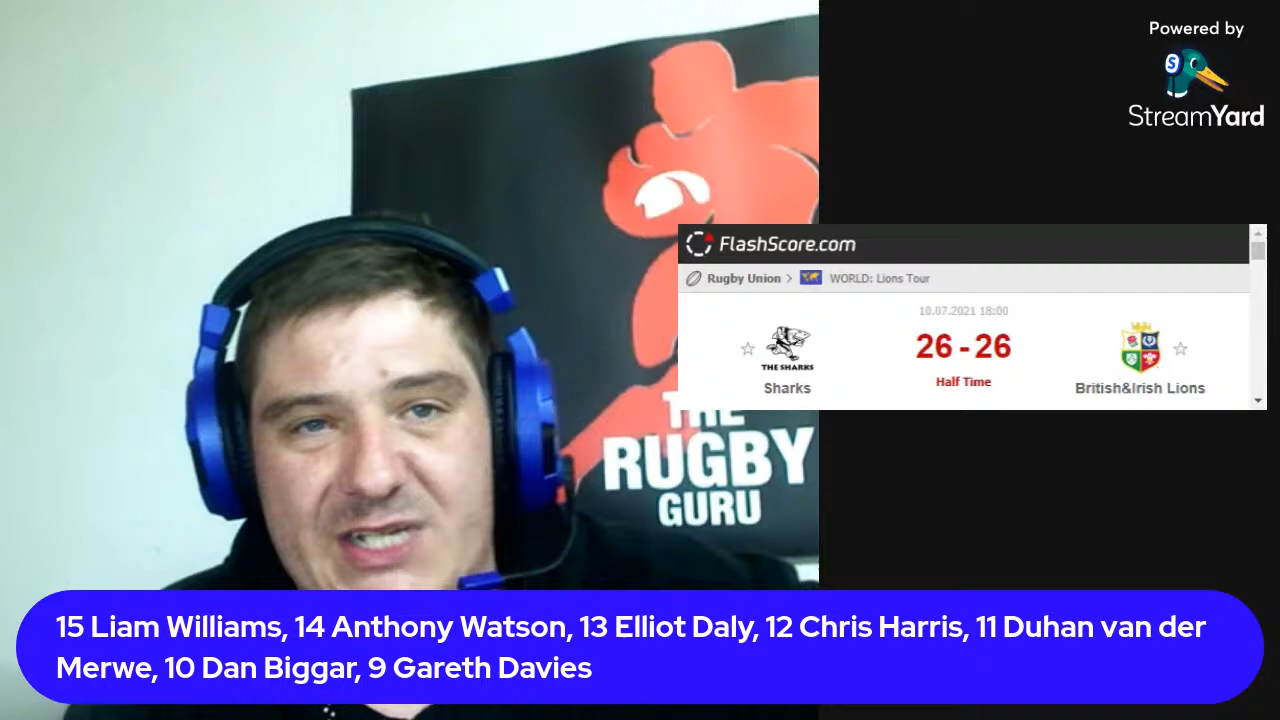 Powered by
StreamYard
FlashScore.com
Rugby Union > WORLD: Lions Tour
10.07.2021 18:00
26 - 26
Half Time
THE SHARKS
Sharks
British&Irish Lions
THE
RUGBY
GURU
15 Liam Williams, 14 Anthony Watson, 13 Elliot Daly, 12 Chris Harris, 11 Duhan van der
Merwe, 10 Dan Biggar, 9 Gareth Davies